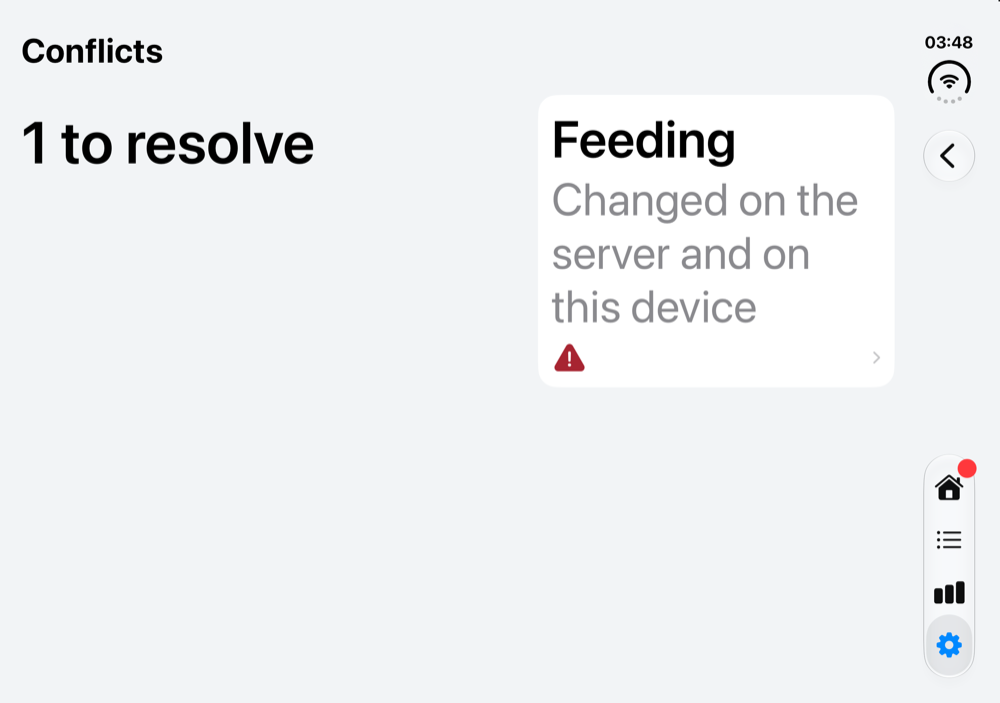 Conflicts
1 to resolve
Feeding
Changed on the
server and on
this device
03:48